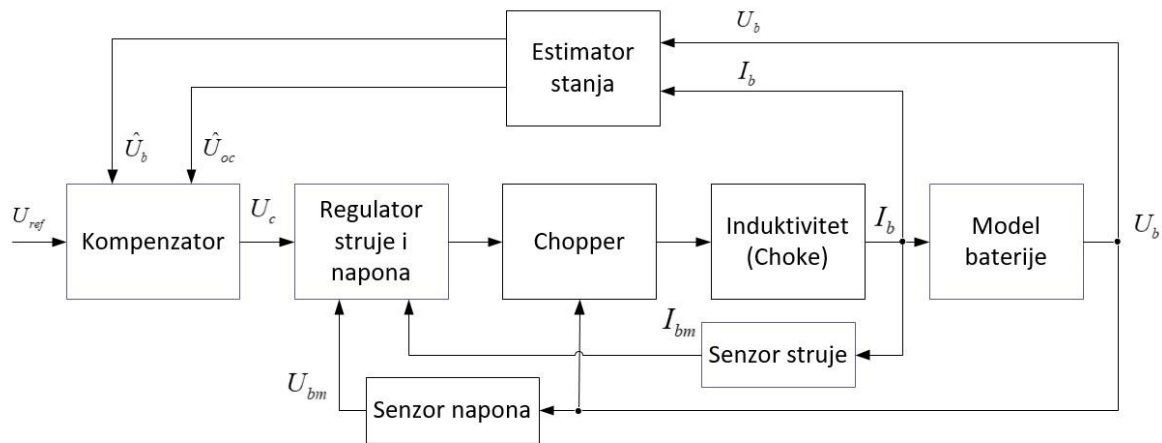 U_b
Estimator
stanja
I_b
Û_b
Û_oc
U_ref
Kompenzator
U_c
Regulator
struje i
napona
Chopper
Induktivitet
(Choke)
I_b
Model
baterije
U_b
I_bm
Senzor struje
U_bm
Senzor napona